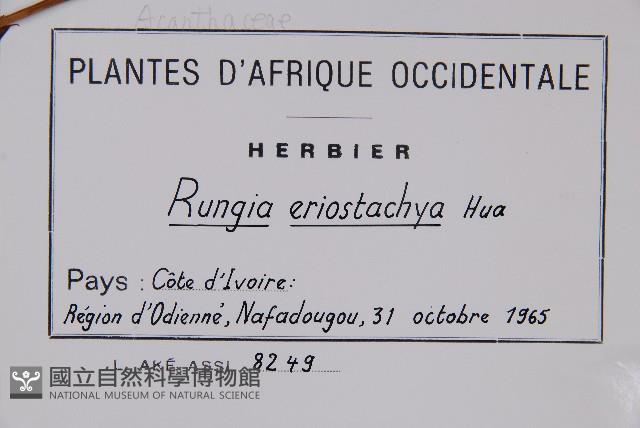 Acanthaceae
PLANTES D'AFRIQUE OCCIDENTALE
HERBIER
Rungia eriostachya Hua
Pays : Côte d'Ivoire:
Région d'Odienné, Nafadougou, 31 octobre 1965
L. AKÉ ASSI 8249
國立自然科學博物館
NATIONAL MUSEUM OF NATURAL SCIENCE